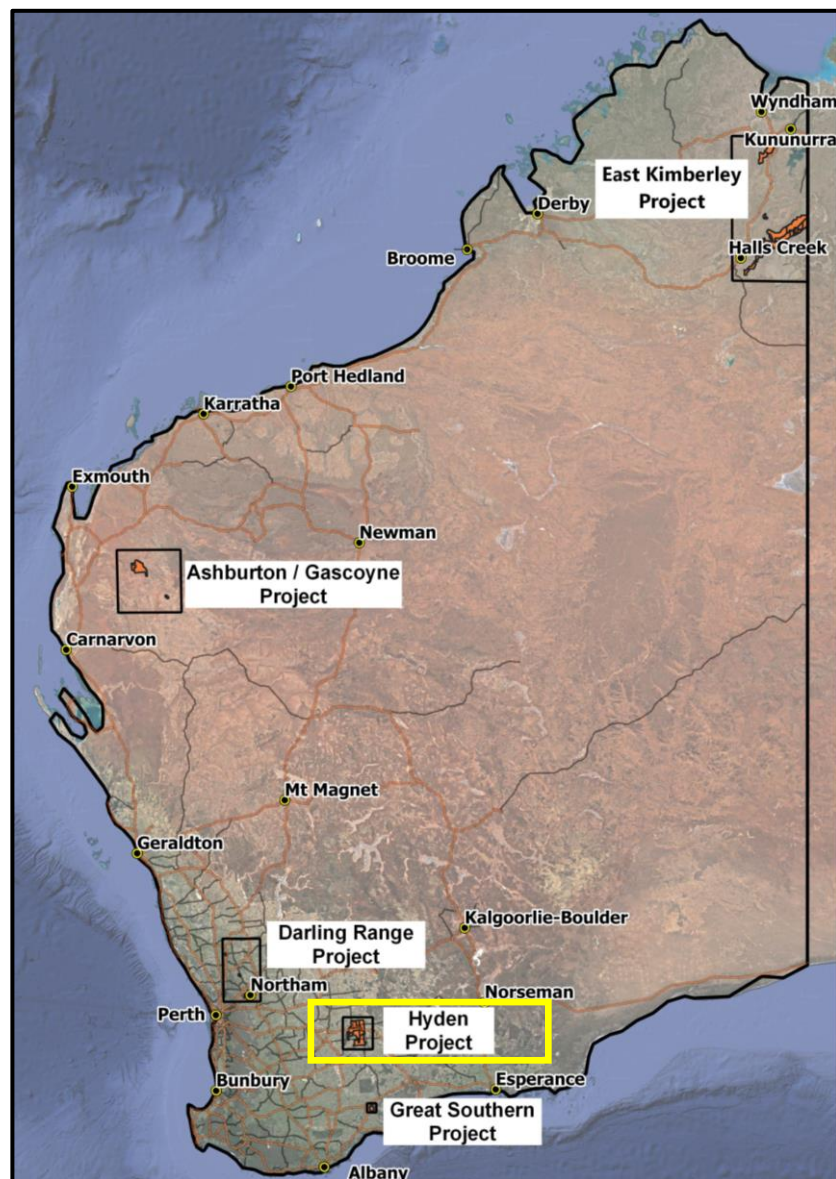 Wyndham
Kununurra
East Kimberley
Project
Derby
Broome
Halls Creek
Port Hedland
Karratha
Exmouth
Newman
Ashburton / Gascoyne
Project
Carnarvon
Mt Magnet
Geraldton
Kalgoorlie-Boulder
Darling Range
Project
Northam
Norseman
Perth
Hyden
Project
Bunbury
Esperance
Great Southern
Project
Albany